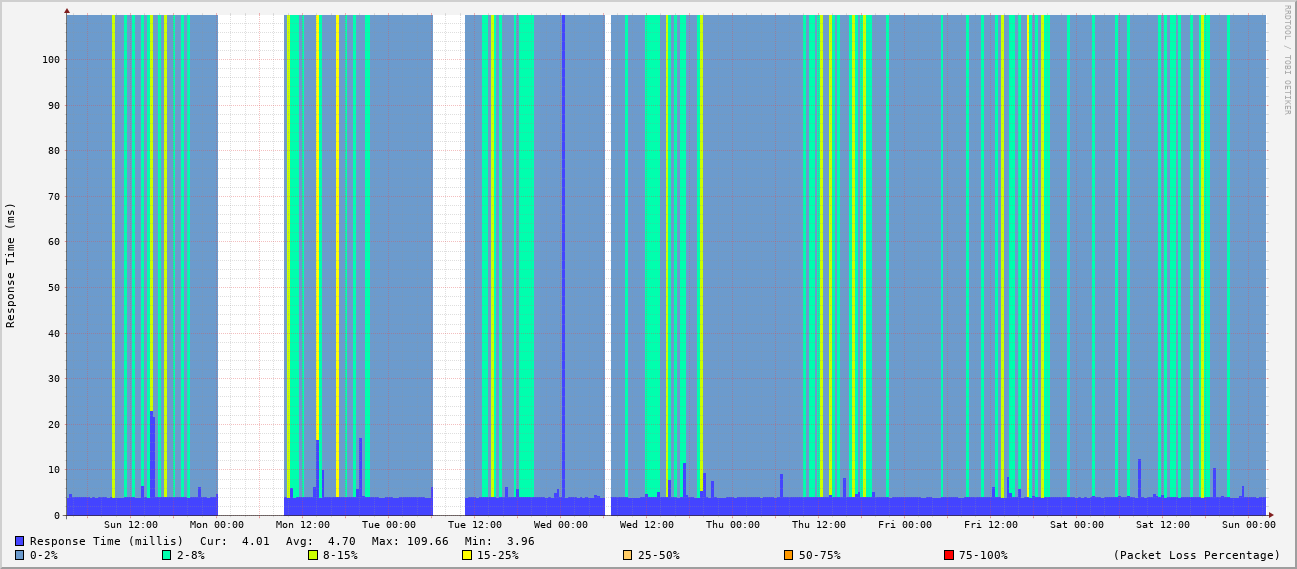 RRDTOOL / TOBI OETIKER
Response Time (ms)
100
90
80
70
60
50
40
30
20
10
0
Sun 12:00 Mon 00:00 Mon 12:00 Tue 00:00 Tue 12:00 Wed 00:00 Wed 12:00 Thu 00:00 Thu 12:00 Fri 00:00 Fri 12:00 Sat 00:00 Sat 12:00 Sun 00:00
Response Time (millis) Cur: 4.01 Avg: 4.70 Max: 109.66 Min: 3.96
0-2% 2-8% 8-15% 15-25% 25-50% 50-75% 75-100% (Packet Loss Percentage)